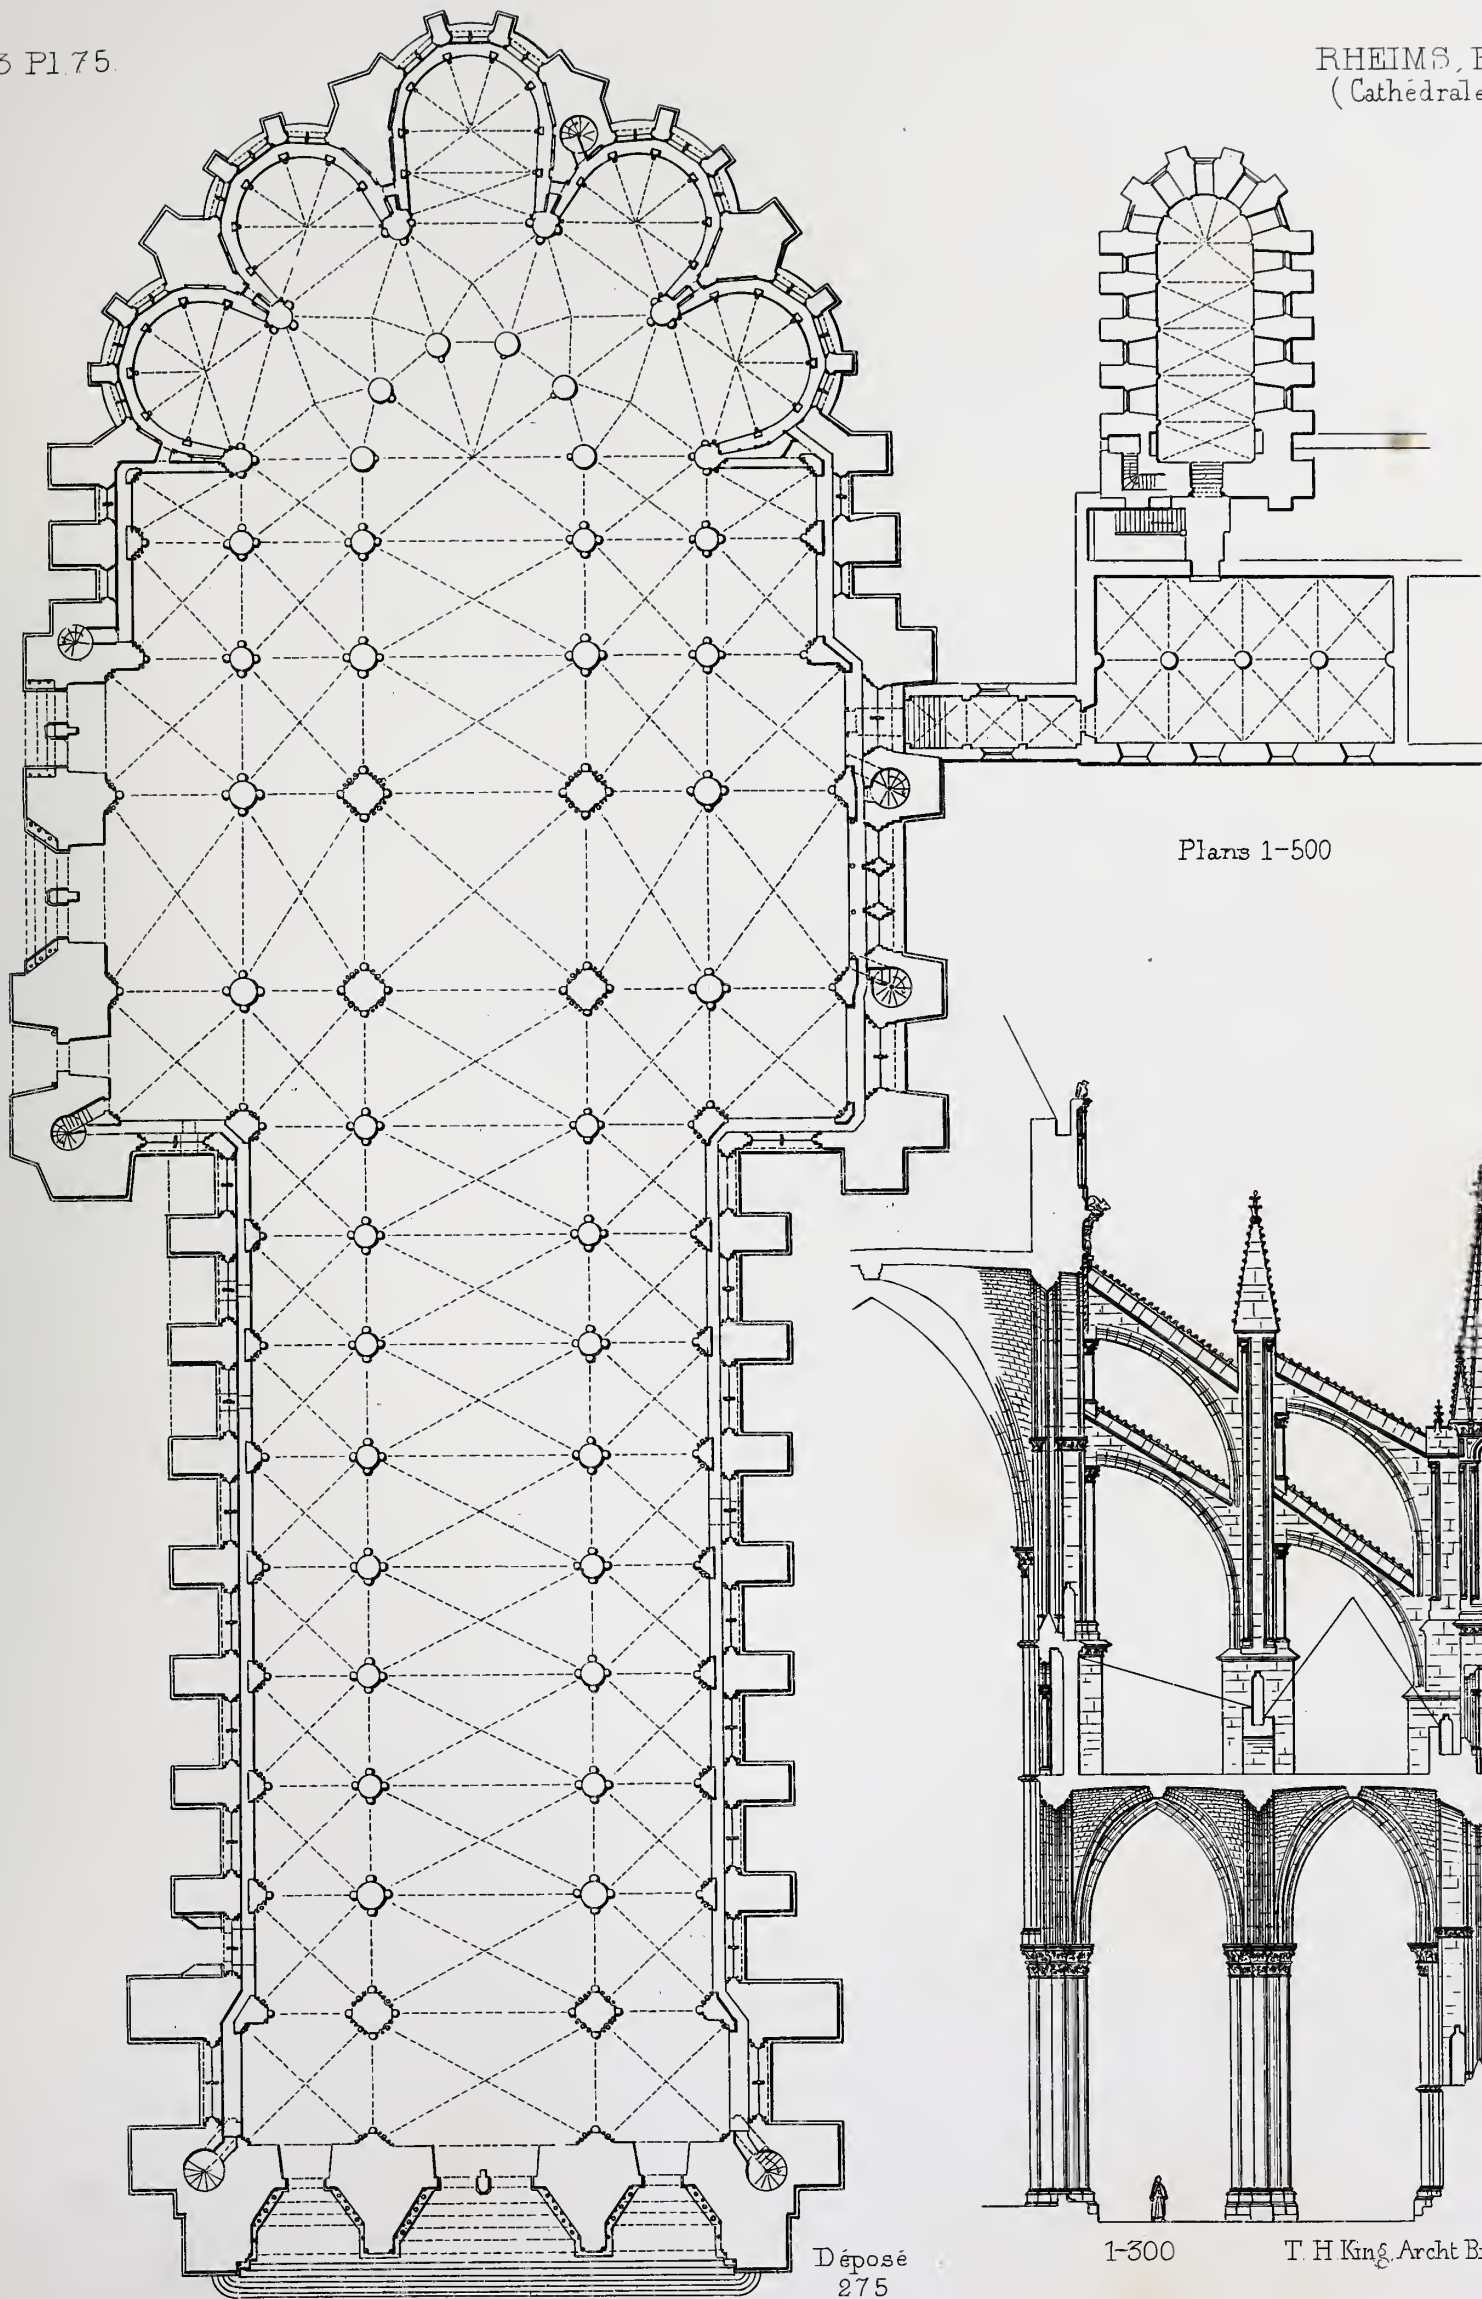 3 Pl. 75.
RHEIMS,
(Cathédrale
Plans 1-500
Déposé
275
1-300
T. H King. Archt